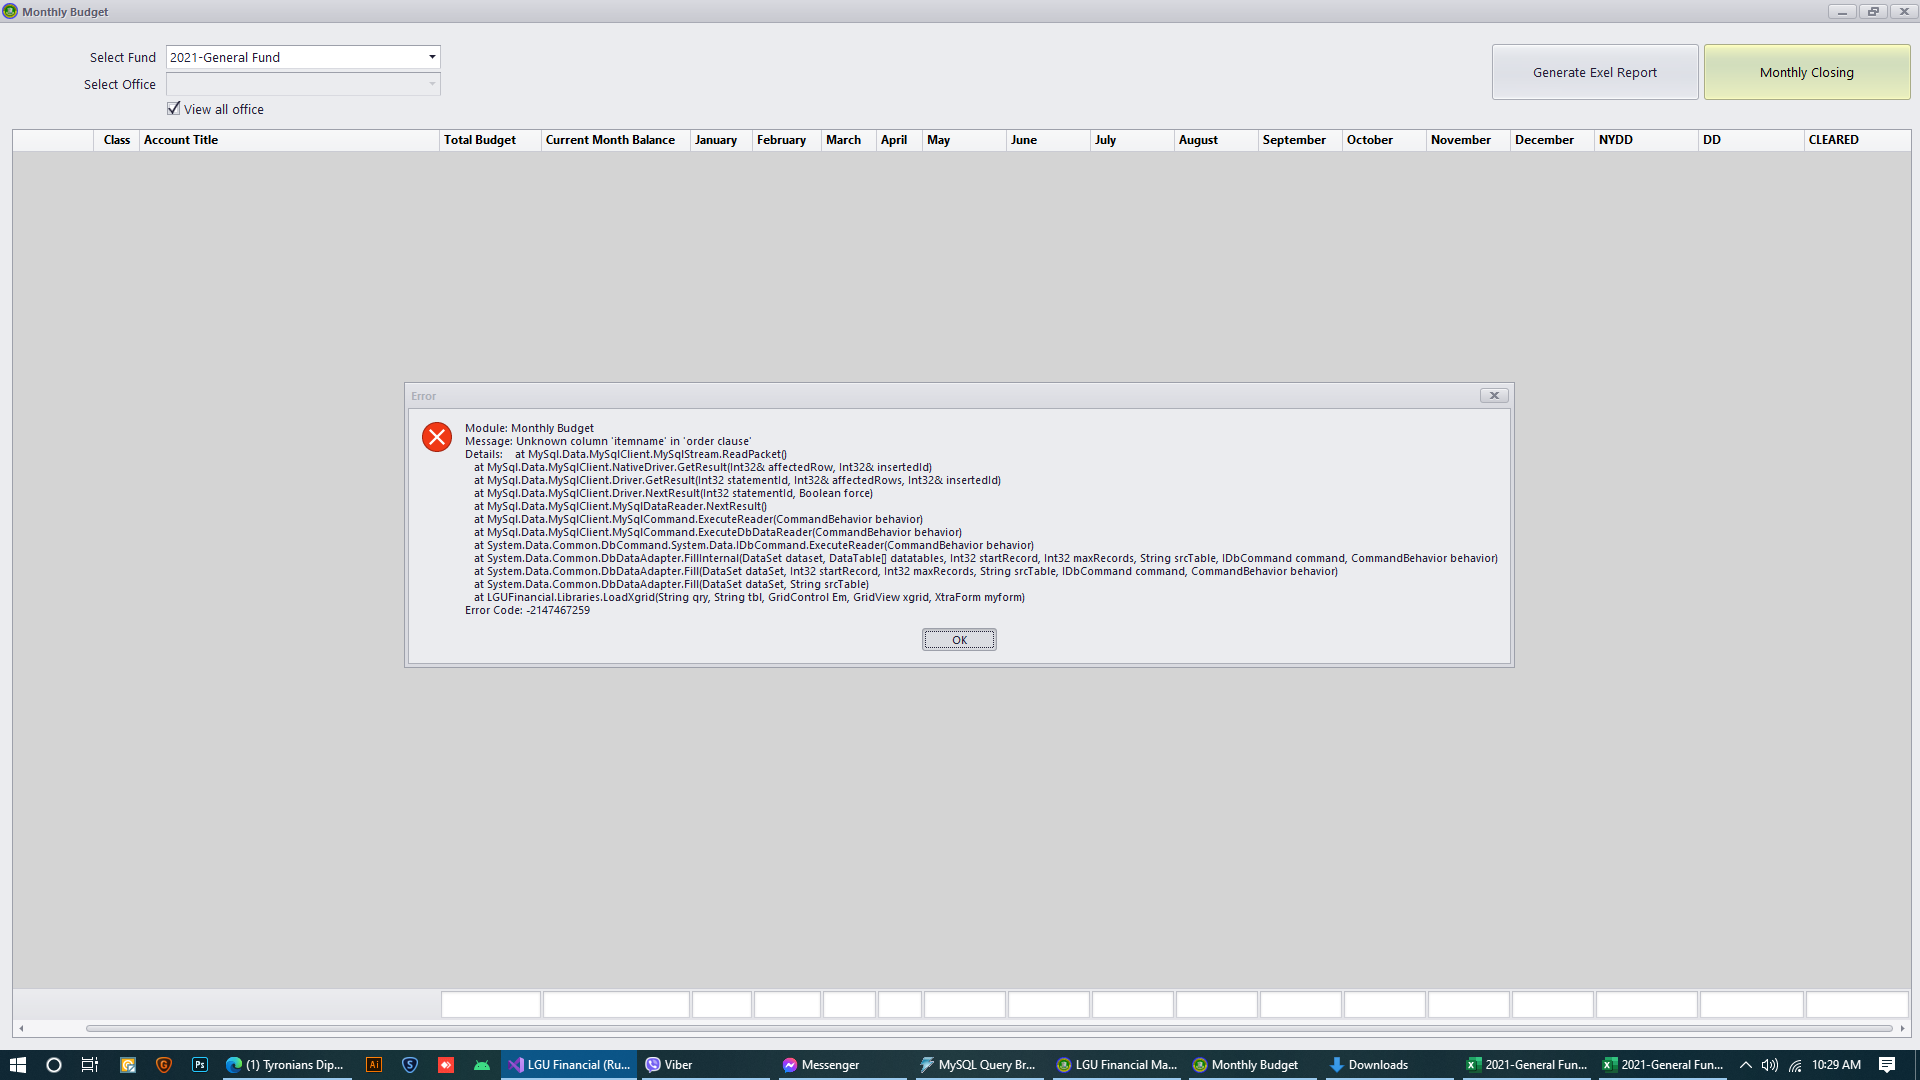 Monthly Budget
Select Fund 2021-General Fund
Generate Exel Report
Monthly Closing
Select Office
View all office
Class Account Title Total Budget Current Month Balance January February March April May June July August September October November December NYDD DD CLEARED
Error
Module: Monthly Budget
Message: Unknown column 'itemname' in 'order clause'
Details: at MySql.Data.MySqlClient.MySqlStream.ReadPacket()
at MySql.Data.MySqlClient.NativeDriver.GetResult(Int32& affectedRow, Int32& insertedId)
at MySql.Data.MySqlClient.Driver.GetResult(Int32 statementId, Int32& affectedRows, Int32& insertedId)
at MySql.Data.MySqlClient.Driver.NextResult(Int32 statementId, Boolean force)
at MySql.Data.MySqlClient.MySqlDataReader.NextResult()
at MySql.Data.MySqlClient.MySqlCommand.ExecuteReader(CommandBehavior behavior)
at MySql.Data.MySqlClient.MySqlCommand.ExecuteDbDataReader(CommandBehavior behavior)
at System.Data.Common.DbCommand.System.Data.IDbCommand.ExecuteReader(CommandBehavior behavior)
at System.Data.Common.DbDataAdapter.FillInternal(DataSet dataset, DataTable[] datatables, Int32 startRecord, Int32 maxRecords, String srcTable, IDbCommand command, CommandBehavior behavior)
at System.Data.Common.DbDataAdapter.Fill(DataSet dataSet, Int32 startRecord, Int32 maxRecords, String srcTable, IDbCommand command, CommandBehavior behavior)
at System.Data.Common.DbDataAdapter.Fill(DataSet dataSet, String srcTable)
at LGUFinancial.Libraries.LoadXgrid(String qry, String tbl, GridControl Em, GridView xgrid, XtraForm myform)
Error Code: -2147467259
OK
Ps (1) Tyronians Dip... Ai S LGU Financial (Ru... Viber Messenger MySQL Query Br... LGU Financial Ma... Monthly Budget Downloads 2021-General Fun... 2021-General Fun... 10:29 AM